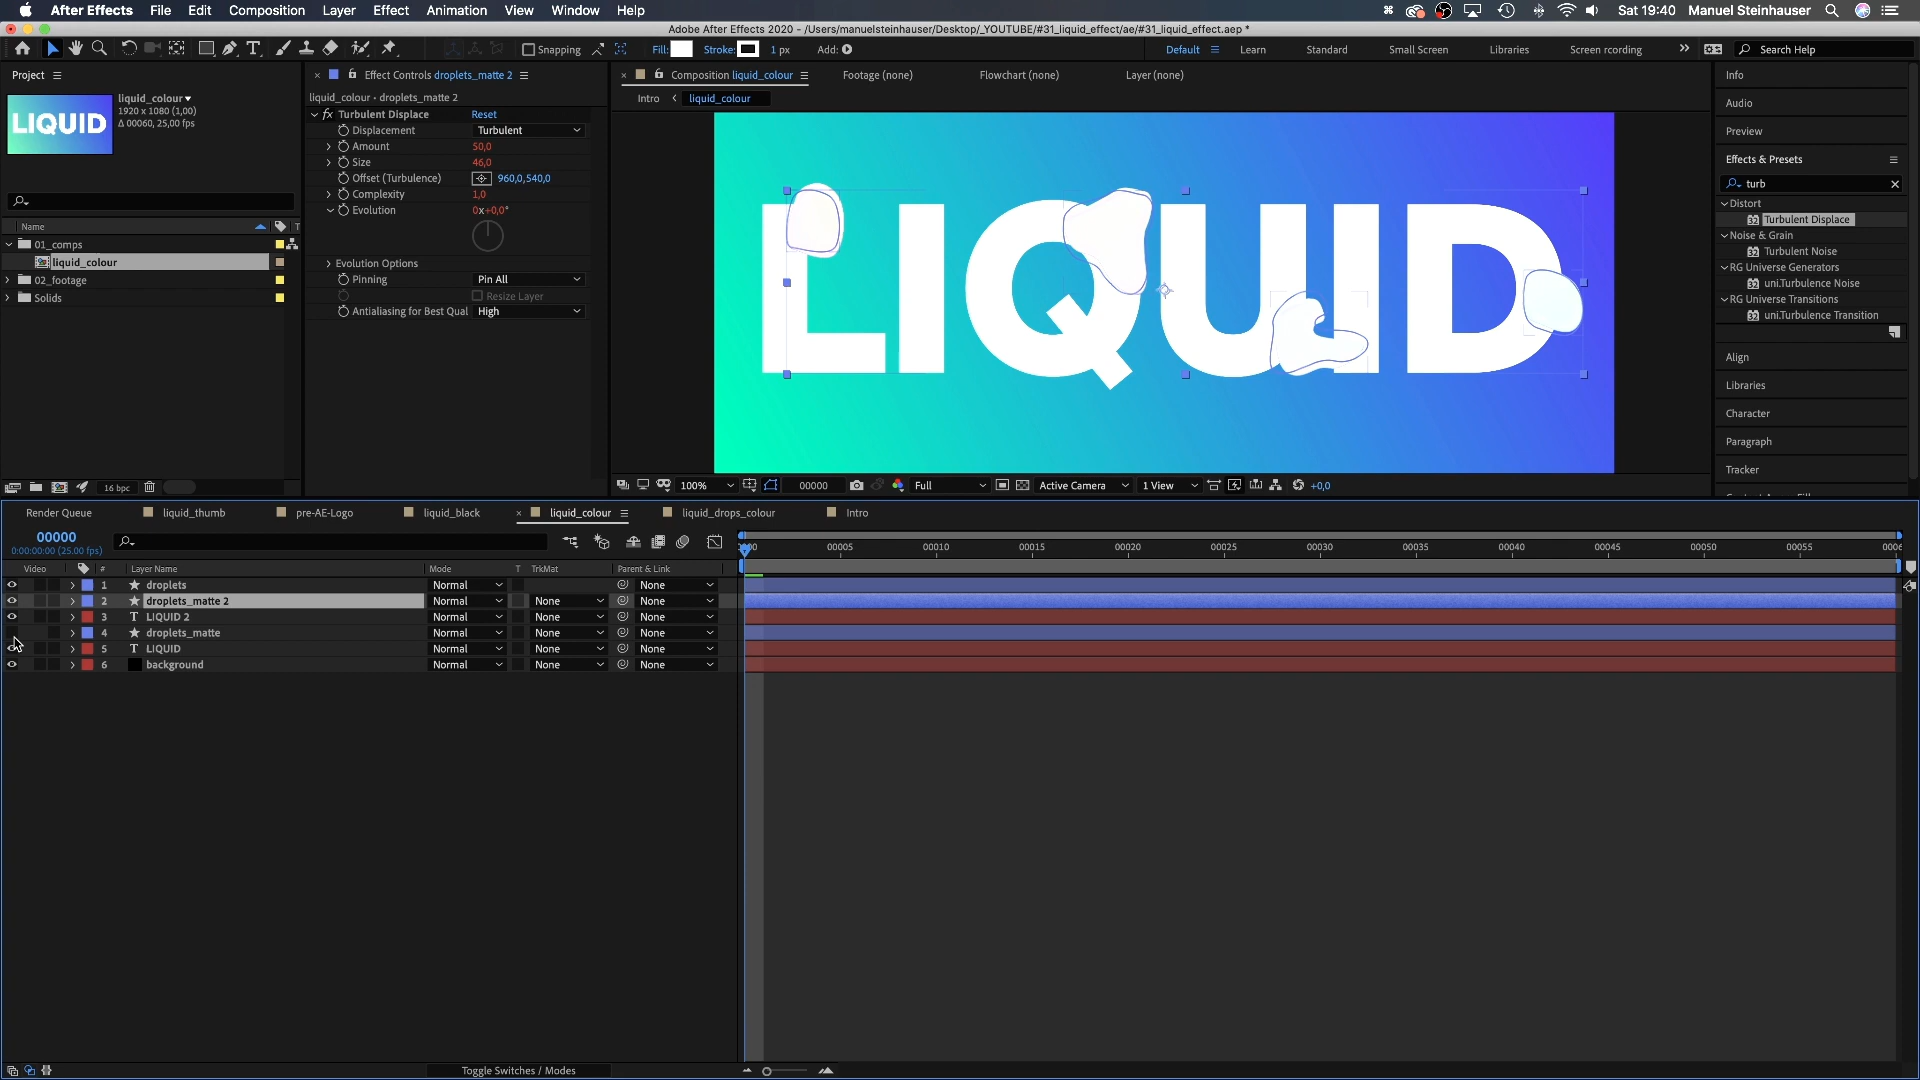 After Effects File Edit Composition Layer Effect Animation View Window Help Sat 19:40 Manuel Steinhauser
Adobe After Effects 2020 - /Users/manuelsteinhauser/Desktop/_YOUTUBE/#31_liquid_effect/ae/#31_liquid_effect.aep *
Snapping Fill: Stroke: 1 px Add: Default Learn Standard Small Screen Libraries Screen rcording Search Help
Project
liquid_colour
1920 x 1080 (1,00)
Δ 00060, 25,00 fps
LIQUID
Name
01_comps
liquid_colour
02_footage
Solids
16 bpc
Effect Controls droplets_matte 2
liquid_colour • droplets_matte 2
fx Turbulent Displace Reset
Displacement Turbulent
Amount 50,0
Size 46,0
Offset (Turbulence) 960,0,540,0
Complexity 1,0
Evolution 0x+0,0°
Evolution Options
Pinning Pin All
Resize Layer
Antialiasing for Best Qual High
Composition liquid_colour Footage (none) Flowchart (none) Layer (none)
Intro liquid_colour
LIQUID
100% 00000 Full Active Camera 1 View +0,0
Info
Audio
Preview
Effects & Presets
turb
Distort
Turbulent Displace
Noise & Grain
Turbulent Noise
RG Universe Generators
uni.Turbulence Noise
RG Universe Transitions
uni.Turbulence Transition
Align
Libraries
Character
Paragraph
Tracker
Render Queue liquid_thumb pre-AE-Logo liquid_black liquid_colour liquid_drops_colour Intro
00000
0:00:00:00 (25.00 fps)
00005 00010 00015 00020 00025 00030 00035 00040 00045 00050 00055
Video # Layer Name Mode T TrkMat Parent & Link
1 droplets Normal None
2 droplets_matte 2 Normal None None
3 T LIQUID 2 Normal None None
4 droplets_matte Normal None None
5 T LIQUID Normal None None
6 background Normal None None
Toggle Switches / Modes